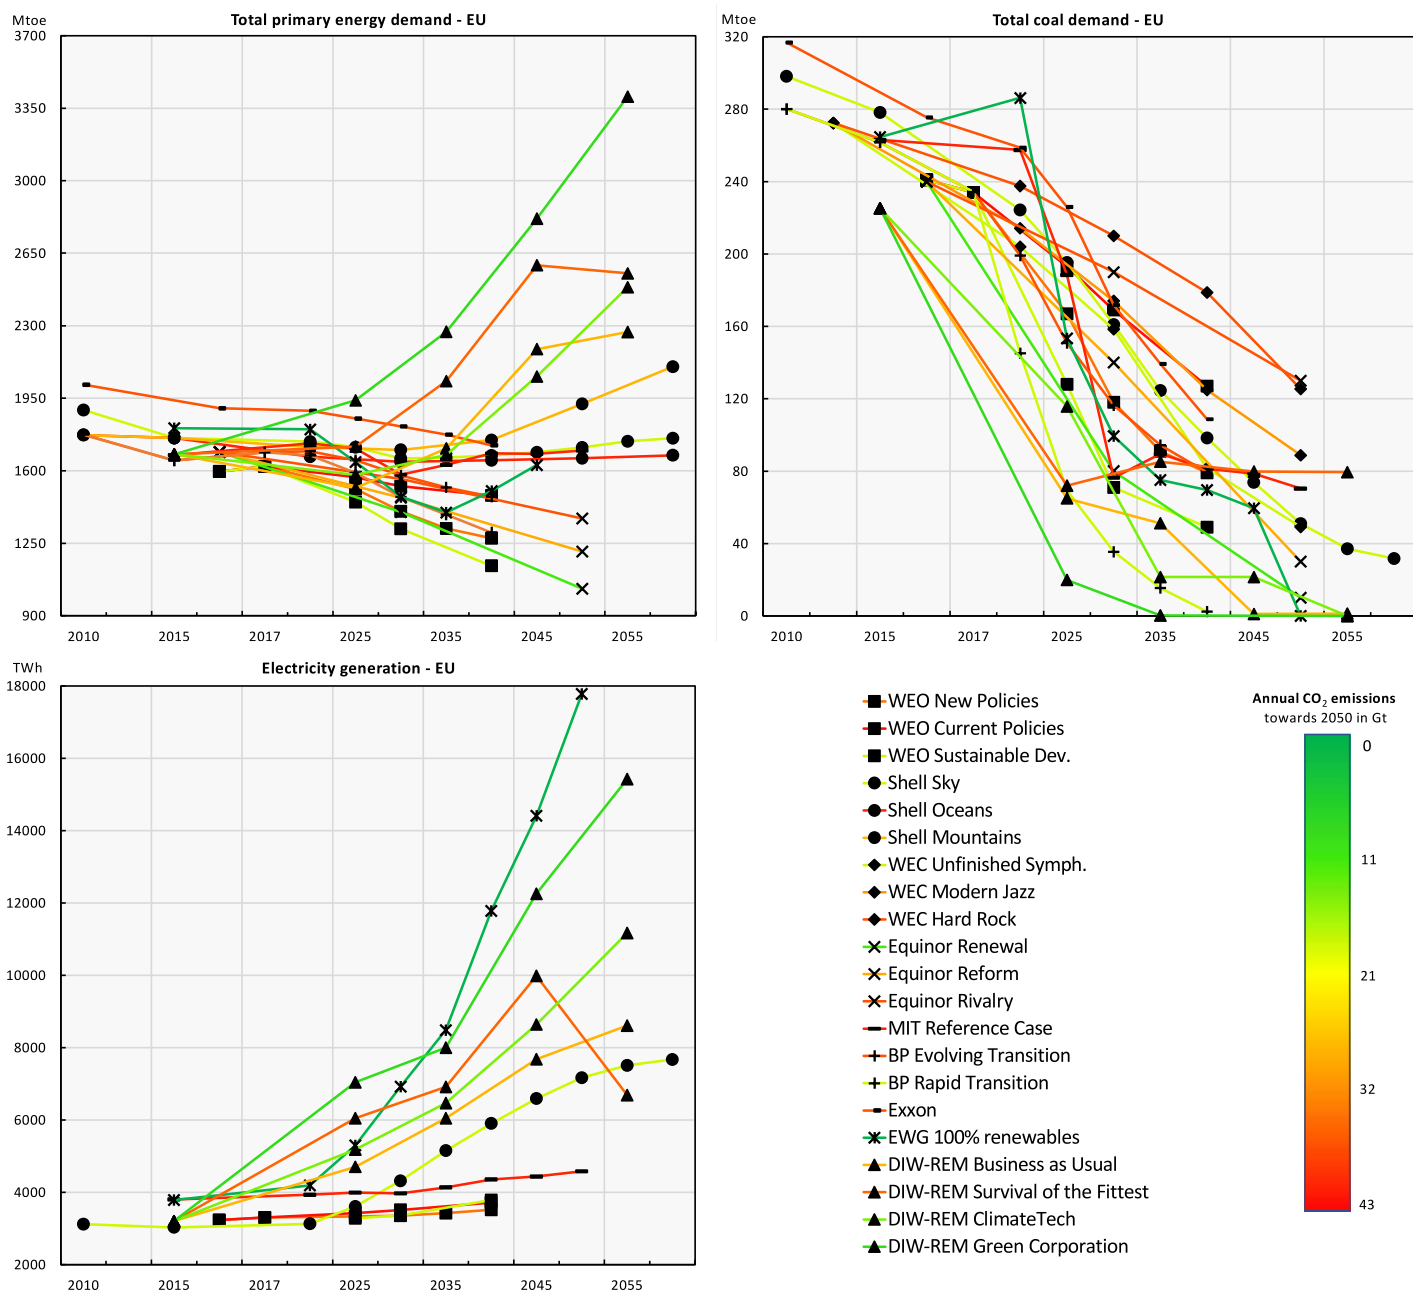 Mtoe
Total primary energy demand - EU
3700
3350
3000
2650
2300
1950
1600
1250
900
2010 2015 2017 2025 2035 2045 2055
Mtoe
Total coal demand - EU
320
280
240
200
160
120
80
40
0
2010 2015 2017 2025 2035 2045 2055
TWh
Electricity generation - EU
18000
16000
14000
12000
10000
8000
6000
4000
2000
2010 2015 2017 2025 2035 2045 2055
WEO New Policies
WEO Current Policies
WEO Sustainable Dev.
Shell Sky
Shell Oceans
Shell Mountains
WEC Unfinished Symph.
WEC Modern Jazz
WEC Hard Rock
Equinor Renewal
Equinor Reform
Equinor Rivalry
MIT Reference Case
BP Evolving Transition
BP Rapid Transition
Exxon
EWG 100% renewables
DIW-REM Business as Usual
DIW-REM Survival of the Fittest
DIW-REM ClimateTech
DIW-REM Green Corporation
Annual CO₂ emissions
towards 2050 in Gt
0
11
21
32
43